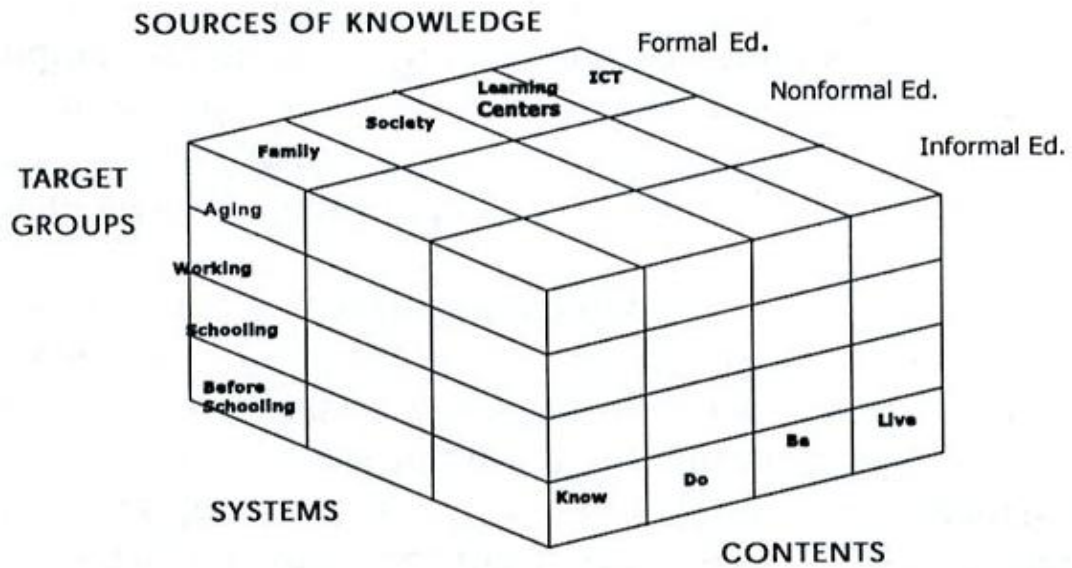 SOURCES OF KNOWLEDGE
Formal Ed.
Nonformal Ed.
Informal Ed.
ICT
Learning
Centers
Society
Family
TARGET
GROUPS
Aging
Working
Schooling
Before
Schooling
Know
Do
Be
Live
SYSTEMS
CONTENTS